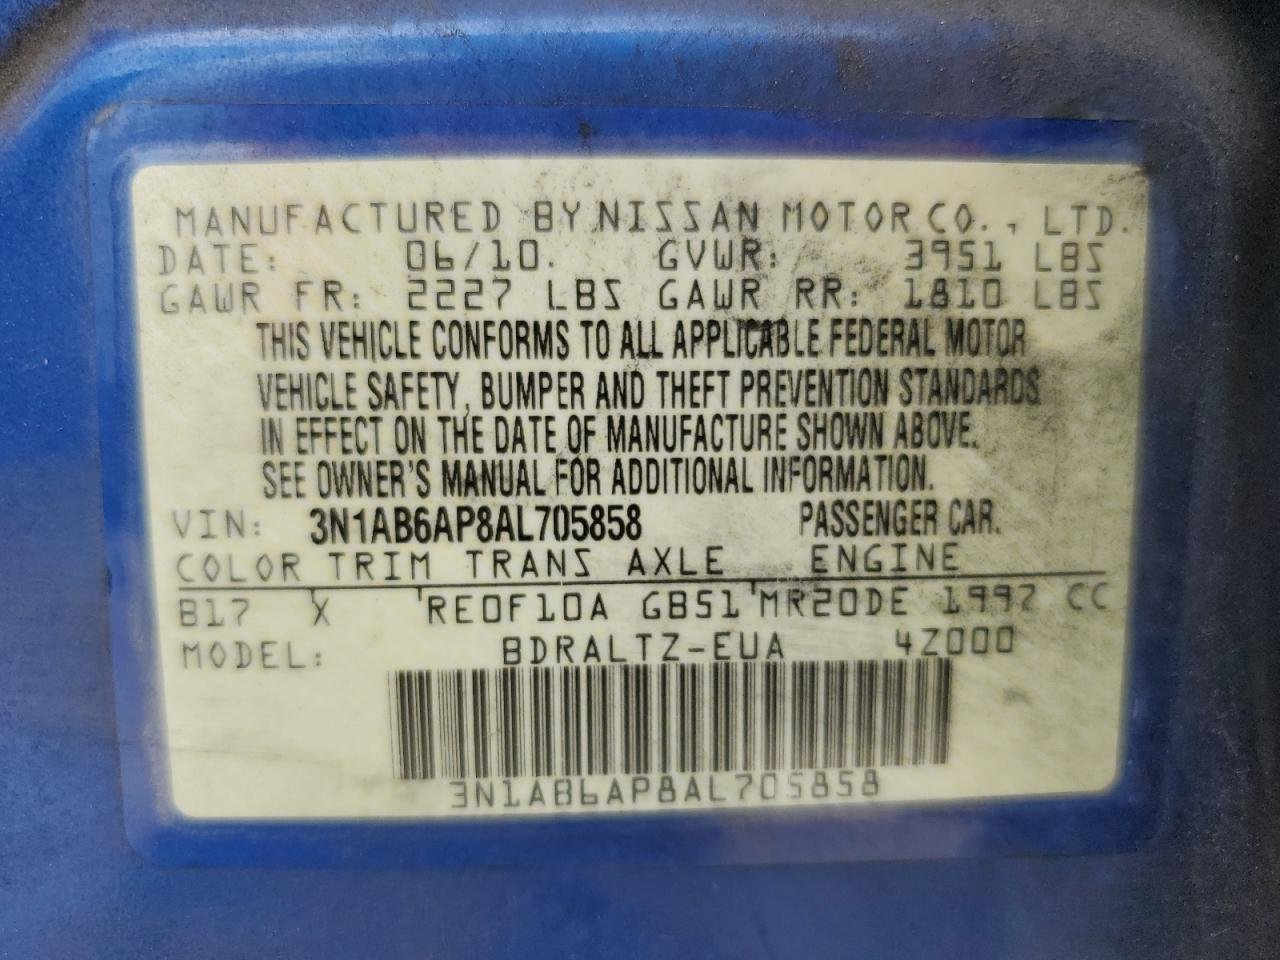 MANUFACTURED BY NISSAN MOTOR CO., LTD.
DATE: 06/10. GVWR: 3951 LBS
GAWR FR: 2227 LBS GAWR RR: 1810 LBS
THIS VEHICLE CONFORMS TO ALL APPLICABLE FEDERAL MOTOR
VEHICLE SAFETY, BUMPER AND THEFT PREVENTION STANDARDS
IN EFFECT ON THE DATE OF MANUFACTURE SHOWN ABOVE.
SEE OWNER'S MANUAL FOR ADDITIONAL INFORMATION.
VIN: 3N1AB6AP8AL705858 PASSENGER CAR.
COLOR TRIM TRANS AXLE ENGINE
B17 X RE0F10A GB51 MR20DE 1997 CC
MODEL: BDRALTZ-EUA 4Z000
3N1AB6AP8AL705858